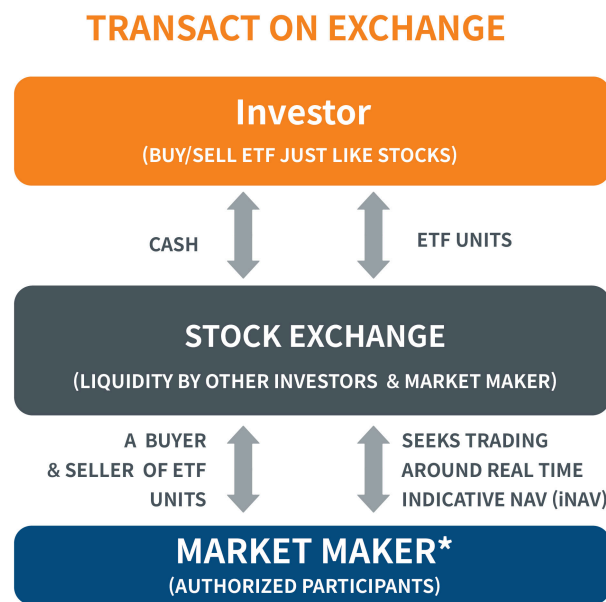 TRANSACT ON EXCHANGE
Investor
(BUY/SELL ETF JUST LIKE STOCKS)
CASH
ETF UNITS
STOCK EXCHANGE
(LIQUIDITY BY OTHER INVESTORS & MARKET MAKER)
A BUYER
& SELLER OF ETF
UNITS
SEEKS TRADING
AROUND REAL TIME
INDICATIVE NAV (iNAV)
MARKET MAKER*
(AUTHORIZED PARTICIPANTS)